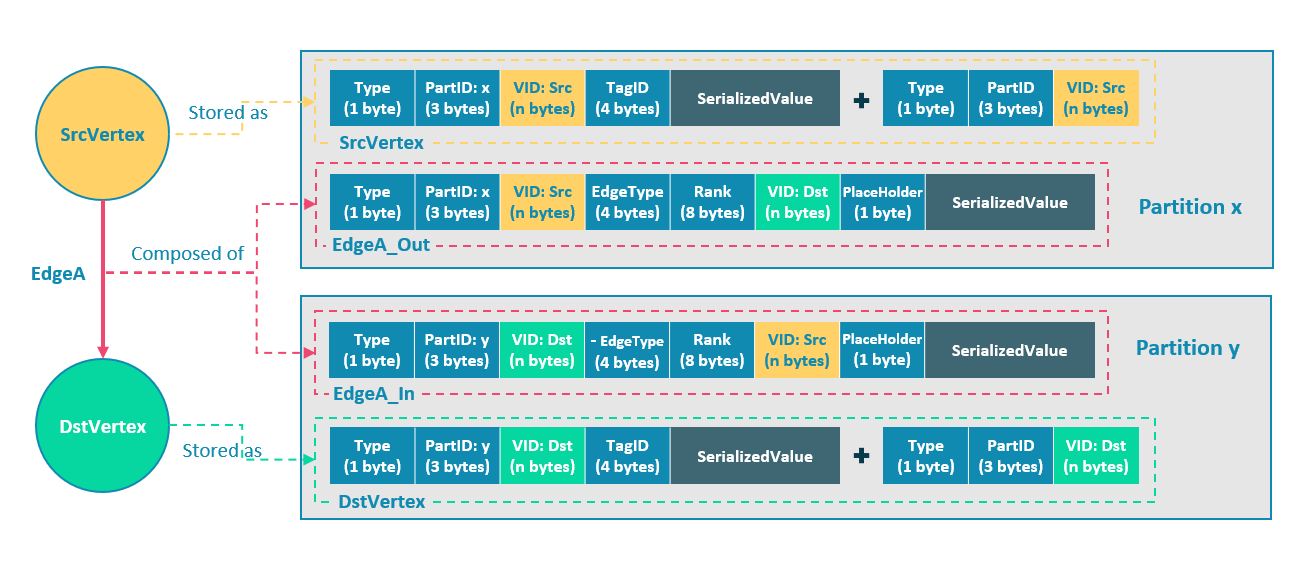 SrcVertex
Stored as
Type
(1 byte)
PartID: x
(3 bytes)
VID: Src
(n bytes)
TagID
(4 bytes)
SerializedValue
+
Type
(1 byte)
PartID
(3 bytes)
VID: Src
(n bytes)
SrcVertex
Type
(1 byte)
PartID: x
(3 bytes)
VID: Src
(n bytes)
EdgeType
(4 bytes)
Rank
(8 bytes)
VID: Dst
(n bytes)
PlaceHolder
(1 byte)
SerializedValue
EdgeA_Out
Partition x
EdgeA
Composed of
Type
(1 byte)
PartID: y
(3 bytes)
VID: Dst
(n bytes)
- EdgeType
(4 bytes)
Rank
(8 bytes)
VID: Src
(n bytes)
PlaceHolder
(1 byte)
SerializedValue
EdgeA_In
Partition y
DstVertex
Stored as
Type
(1 byte)
PartID: y
(3 bytes)
VID: Dst
(n bytes)
TagID
(4 bytes)
SerializedValue
+
Type
(1 byte)
PartID
(3 bytes)
VID: Dst
(n bytes)
DstVertex